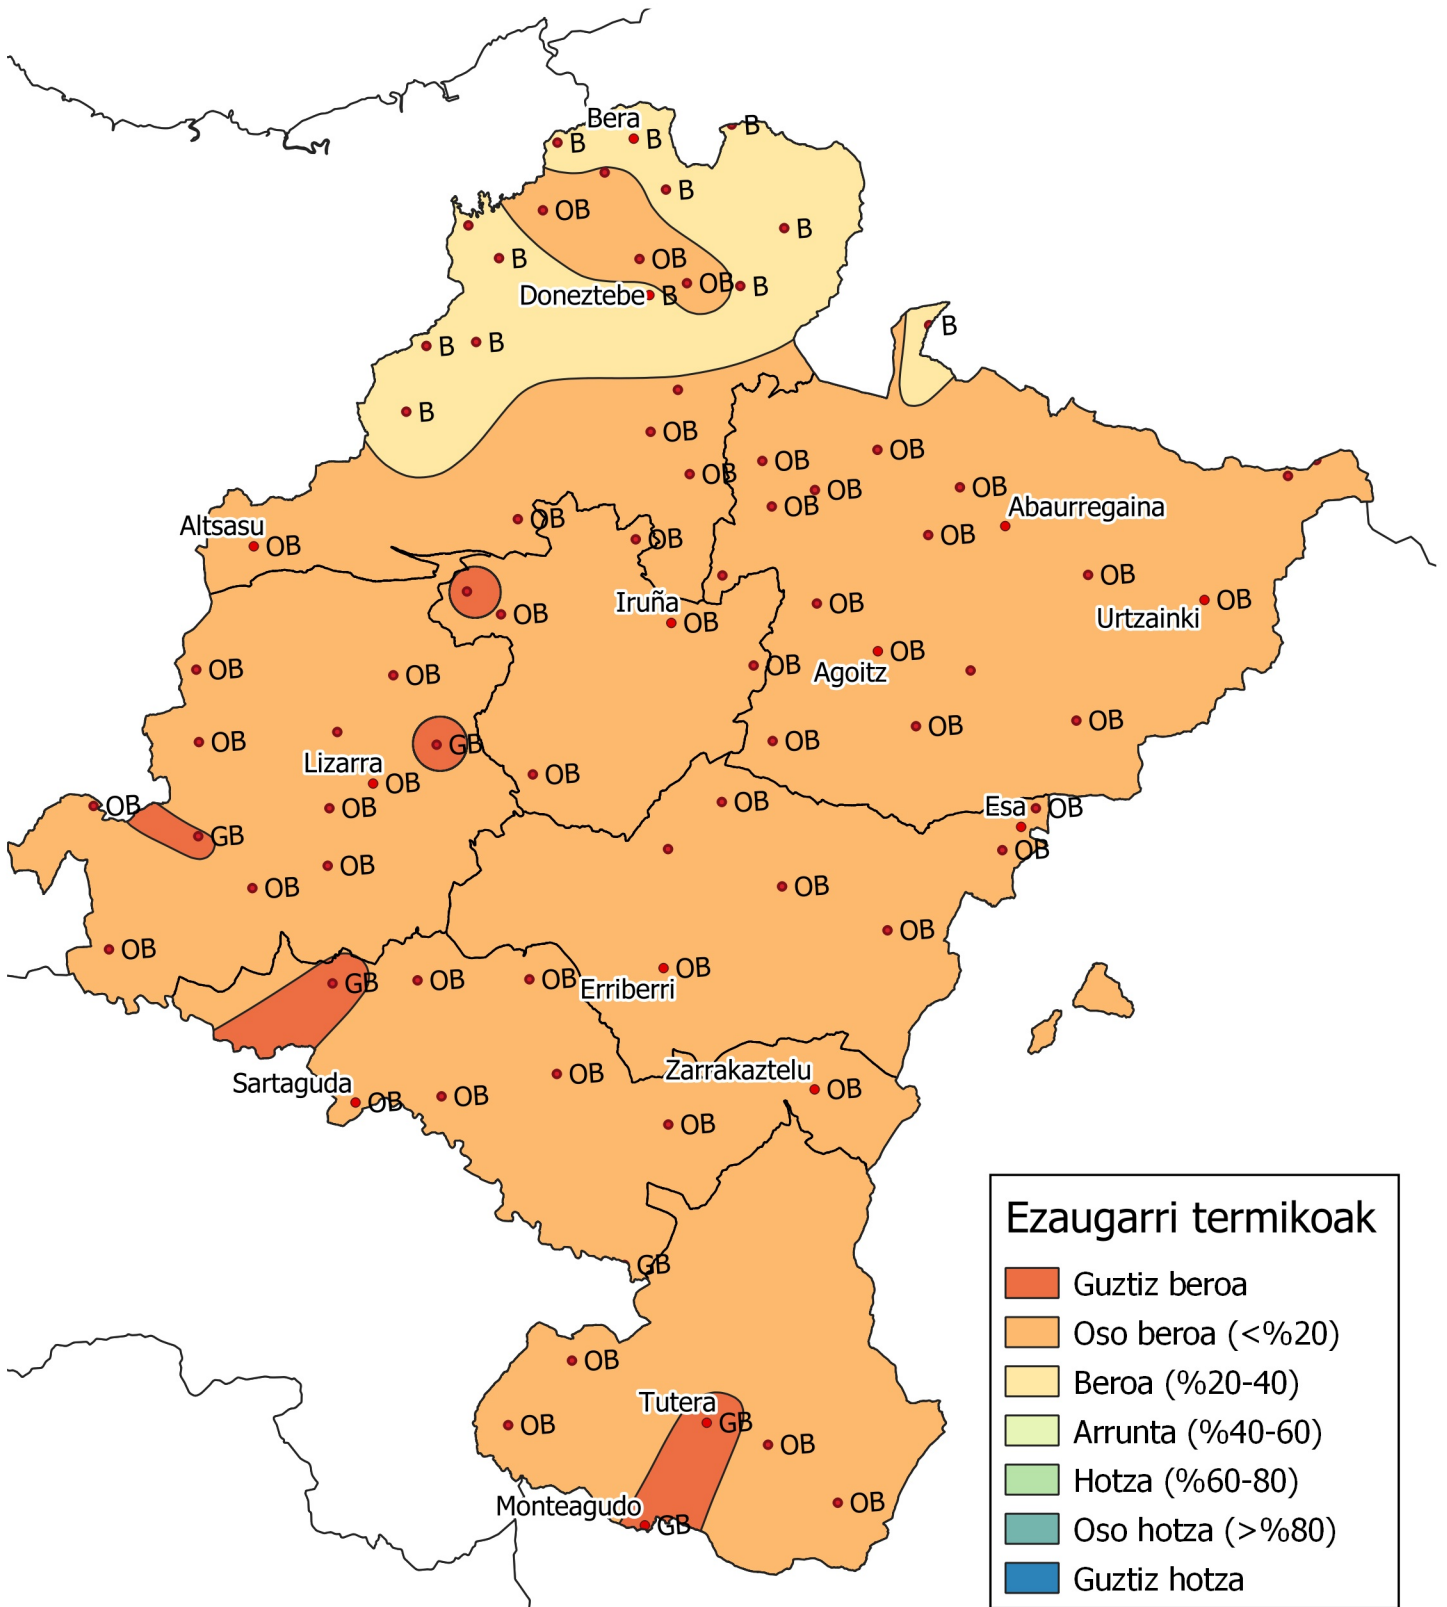 Bera
B
B
B
B
OB
B
OB
B
OB
B
Doneztebe
B
B
B
B
B
OB
OB
OB
OB
OB
OB
OB
Abaurregaina
OB
Altsasu
OB
OB
OB
OB
OB
Iruña
OB
OB
OB
Urtzainki
OB
OB
OB
OB
OB
Agoitz
OB
OB
OB
OB
GB
OB
Lizarra
OB
OB
OB
OB
OB
Esa
OB
GB
OB
OB
OB
OB
OB
OB
OB
Erriberri
GB
OB
OB
Zarrakaztelu
OB
Sartaguda
OB
OB
OB
OB
GB
OB
Tutera
GB
OB
OB
Monteagudo
GB
OB
Ezaugarri termikoak
Guztiz beroa
Oso beroa (<%20)
Beroa (%20-40)
Arrunta (%40-60)
Hotza (%60-80)
Oso hotza (>%80)
Guztiz hotza